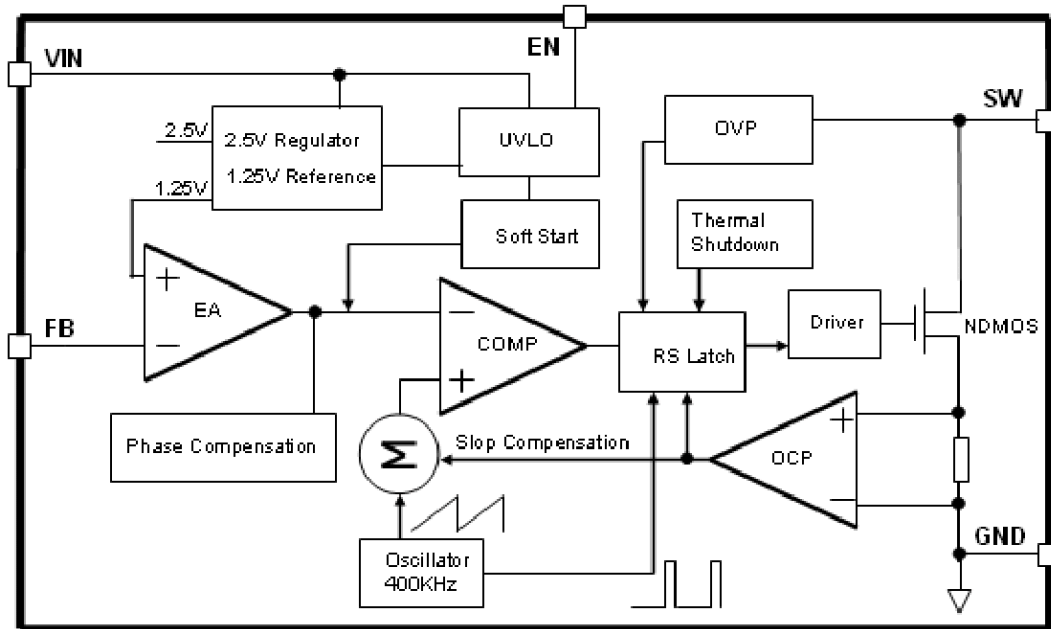 EN
VIN
SW
2.5V
2.5V Regulator
1.25V Reference
1.25V
UVLO
OVP
Soft Start
Thermal
Shutdown
EA
FB
COMP
RS Latch
Driver
NDMOS
Phase Compensation
Σ
Slop Compensation
OCP
GND
Oscillator
400KHz
+
−
−
+
+
−